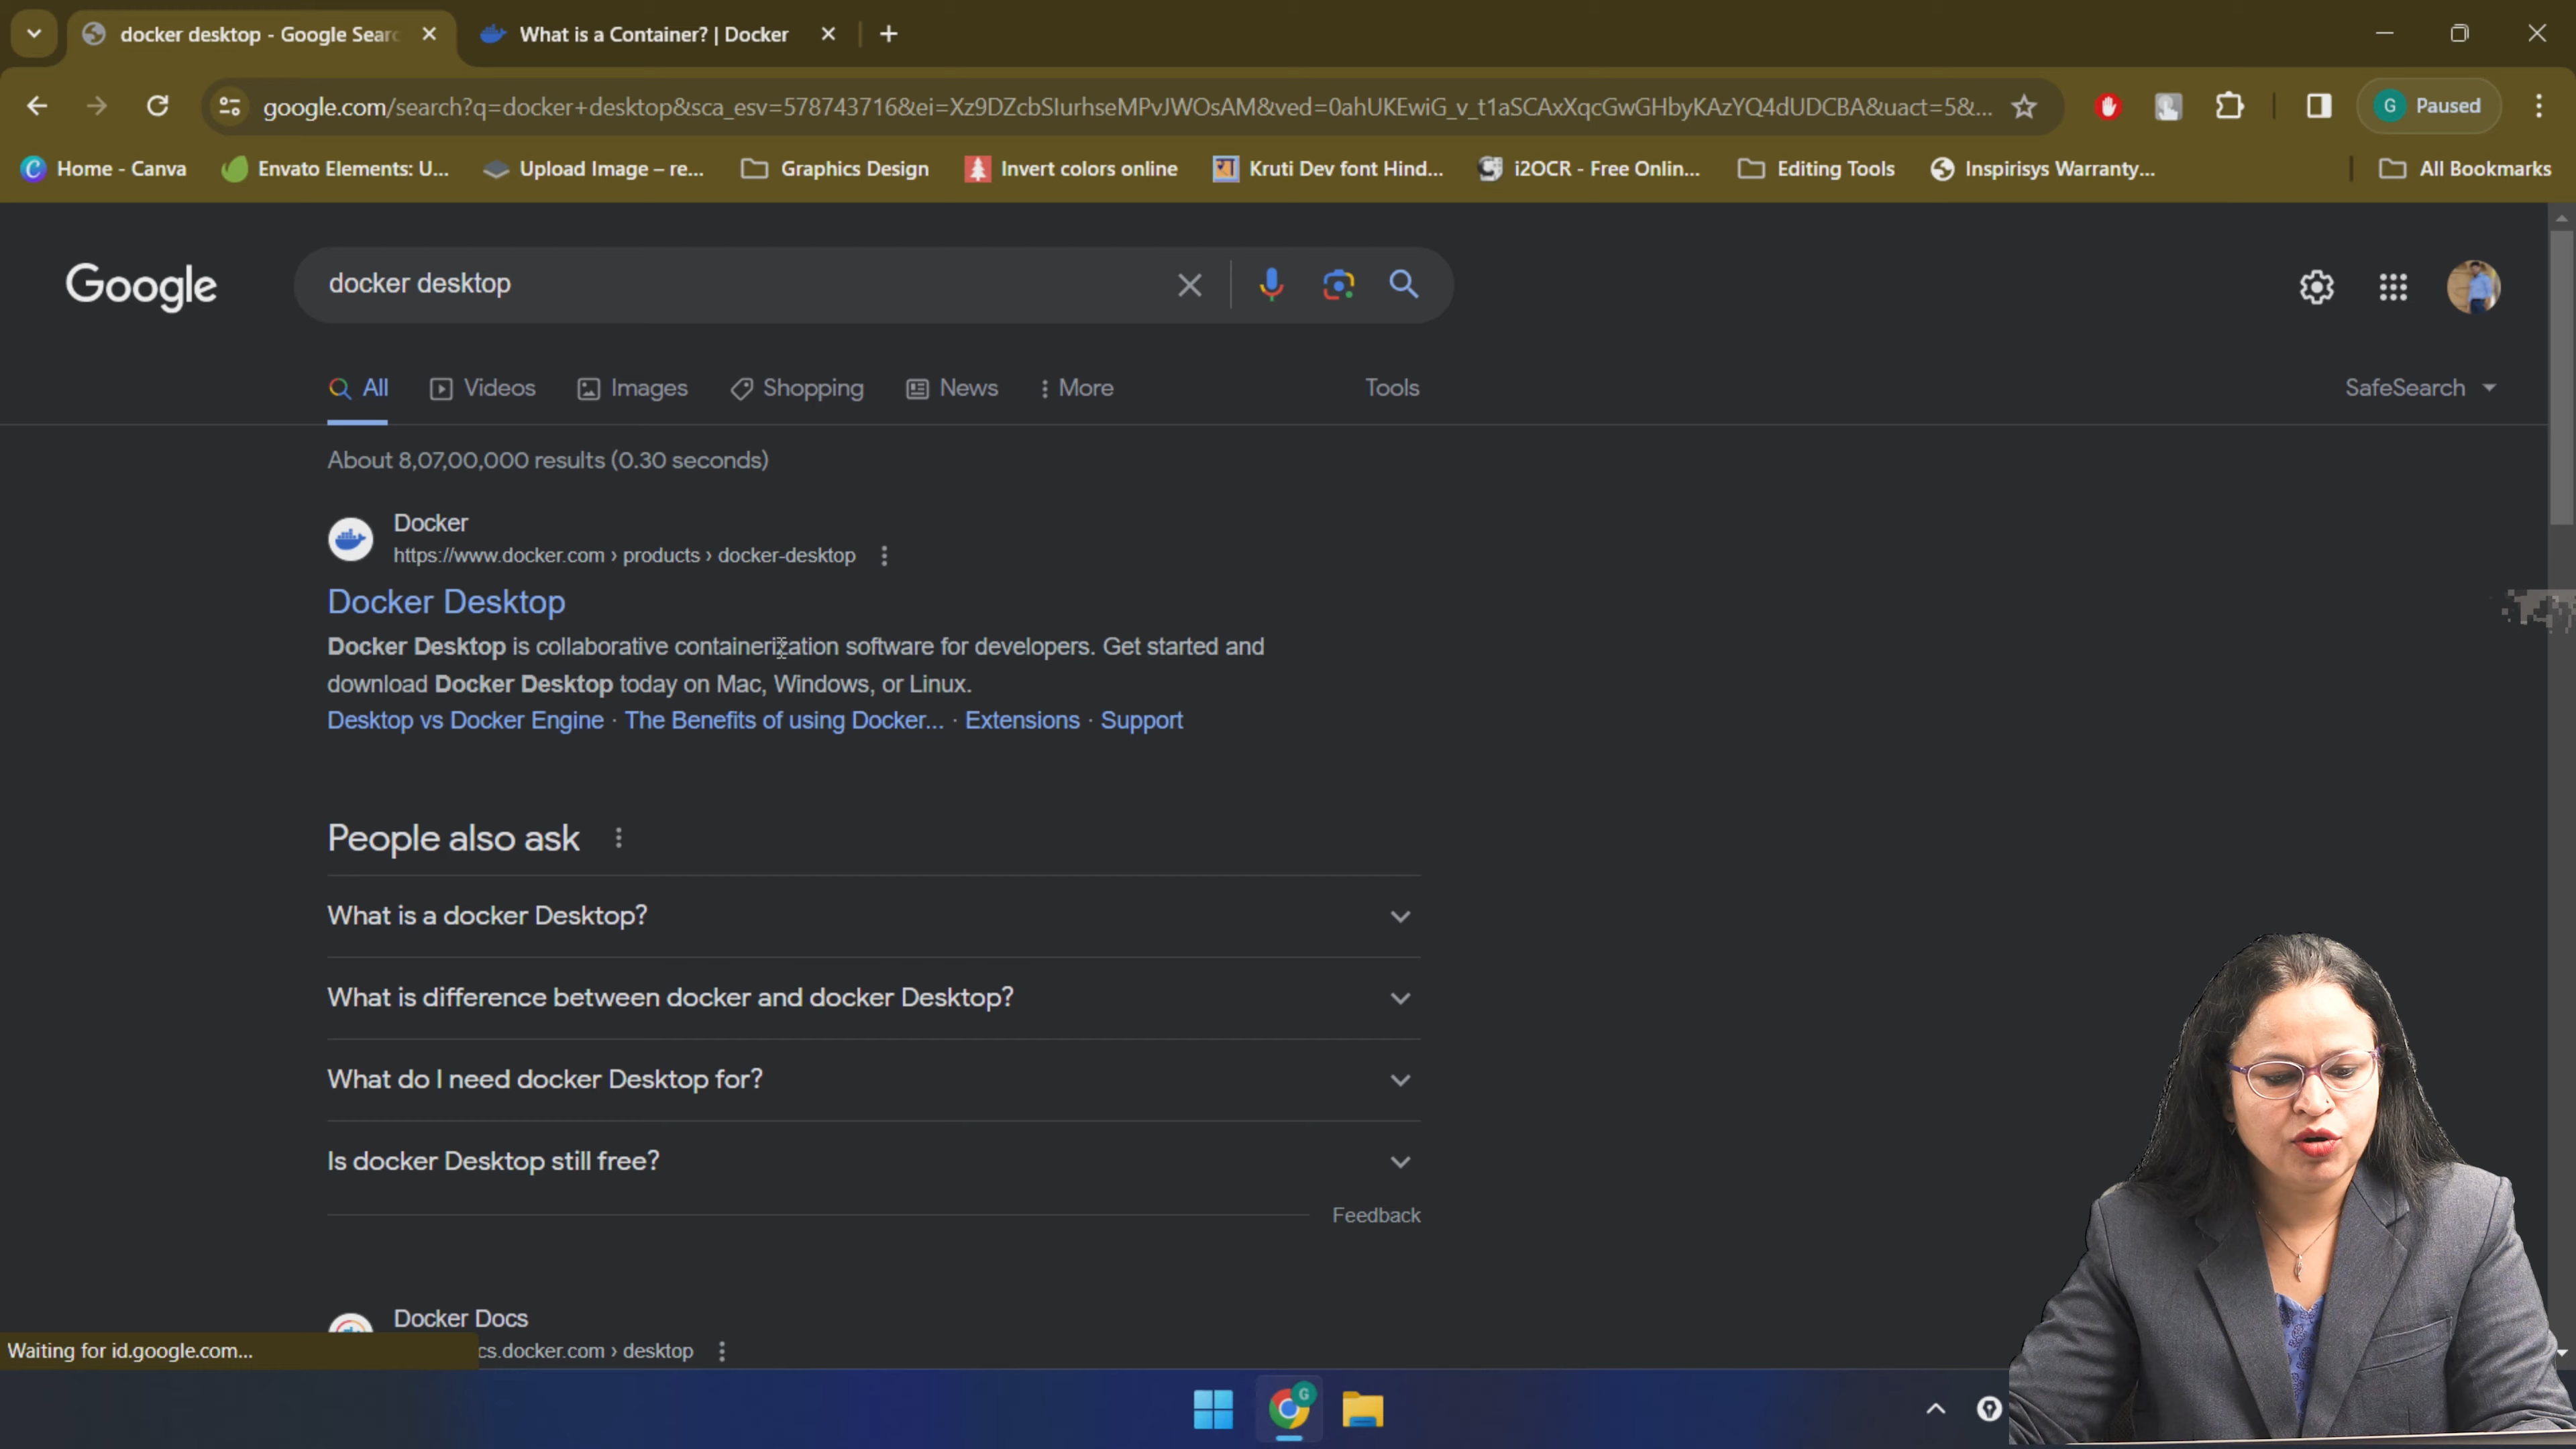 docker desktop - Google Searc
What is a Container? | Docker
google.com/search?q=docker+desktop&sca_esv=578743716&ei=Xz9DZcbSIurhseMPvJWOsAM&ved=0ahUKEwiG_v_t1aSCAxXqcGwGHbyKAzYQ4dUDCBA&uact=5&...
G Paused
Home - Canva
Envato Elements: U...
Upload Image – re...
Graphics Design
Invert colors online
Kruti Dev font Hind...
i2OCR - Free Onlin...
Editing Tools
Inspirisys Warranty...
All Bookmarks
Google
docker desktop
All
Videos
Images
Shopping
News
More
Tools
SafeSearch
About 8,07,00,000 results (0.30 seconds)
Docker
https://www.docker.com › products › docker-desktop
Docker Desktop
Docker Desktop is collaborative containerization software for developers. Get started and
download Docker Desktop today on Mac, Windows, or Linux.
Desktop vs Docker Engine · The Benefits of using Docker... · Extensions · Support
People also ask
What is a docker Desktop?
What is difference between docker and docker Desktop?
What do I need docker Desktop for?
Is docker Desktop still free?
Feedback
Docker Docs
cs.docker.com › desktop
Waiting for id.google.com...
G